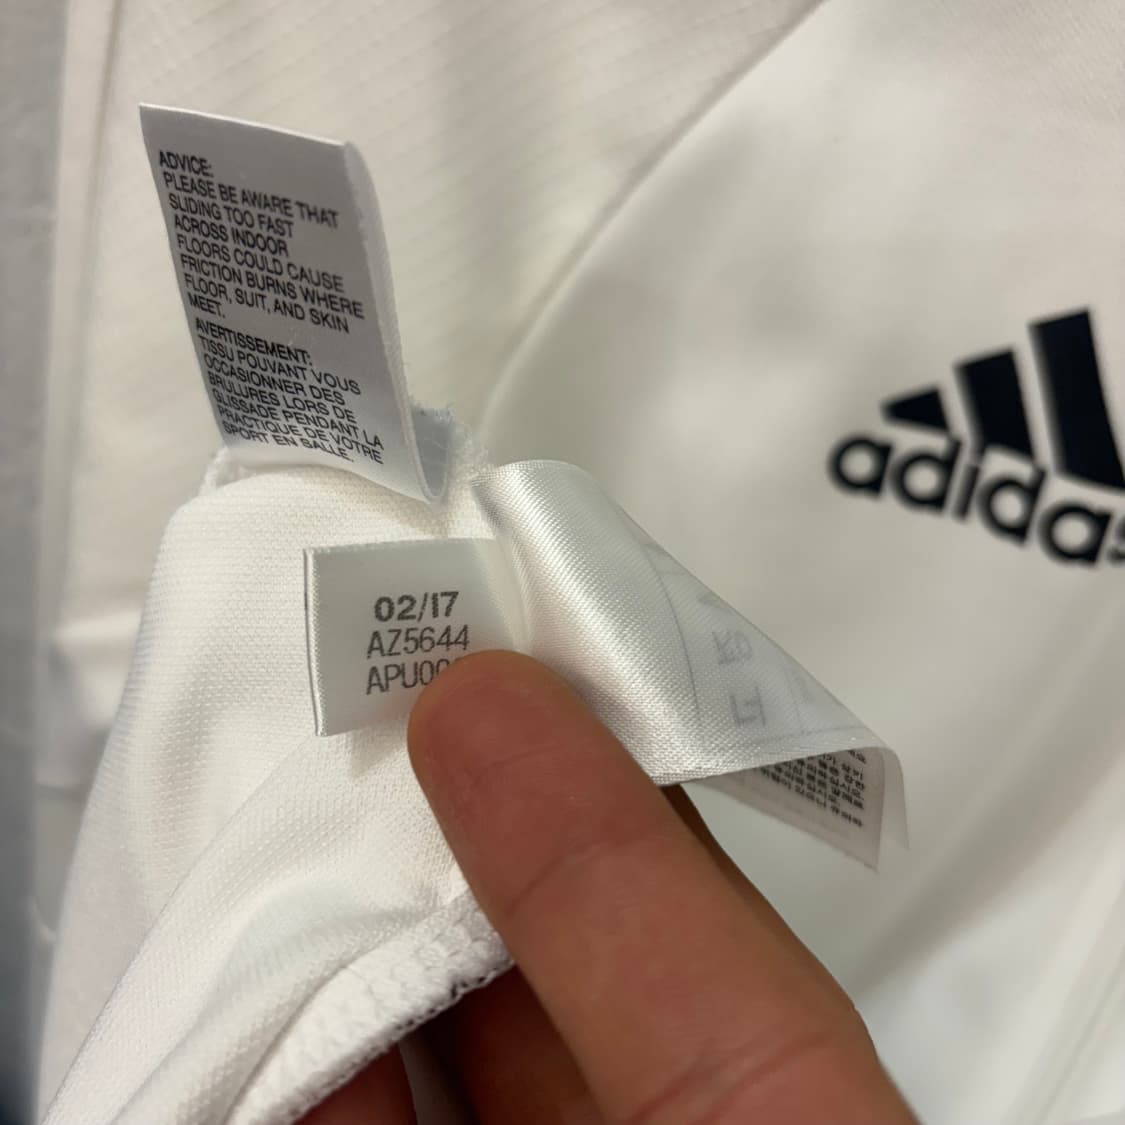 ADVICE:
PLEASE BE AWARE THAT
SLIDING TOO FAST
ACROSS INDOOR
FLOORS COULD CAUSE
FRICTION BURNS WHERE
FLOOR, SUIT, AND SKIN
MEET.
AVERTISSEMENT:
TISSU POUVANT VOUS
OCCASIONNER DES
BRULURES LORS DE
GLISSADE PENDANT LA
PRACTIQUE DE VOTRE
SPORT EN SALLE.
adidas
02/17
AZ5644
APU00